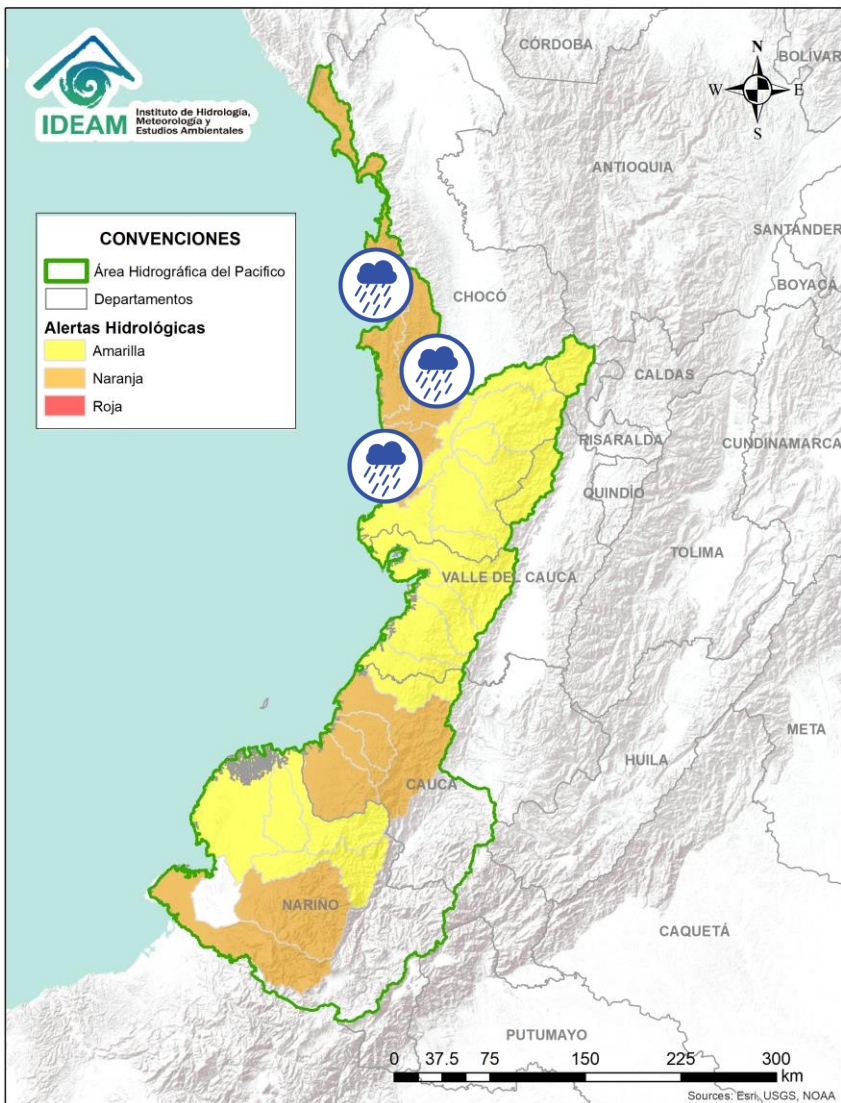 IDEAM
Instituto de Hidrología,
Meteorología y
Estudios Ambientales
CÓRDOBA
BOLÍVAR
N
W
E
S
ANTIOQUIA
SANTANDER
BOYACÁ
CONVENCIONES
Área Hidrográfica del Pacifico
Departamentos
Alertas Hidrológicas
Amarilla
Naranja
Roja
CHOCÓ
CALDAS
RISARALDA
CUNDINAMARCA
QUINDÍO
TOLIMA
VALLE DEL CAUCA
META
HUILA
CAUCA
NARIÑO
CAQUETÁ
PUTUMAYO
0 37.5 75 150 225 300
km
Sources: Esri, USGS, NOAA